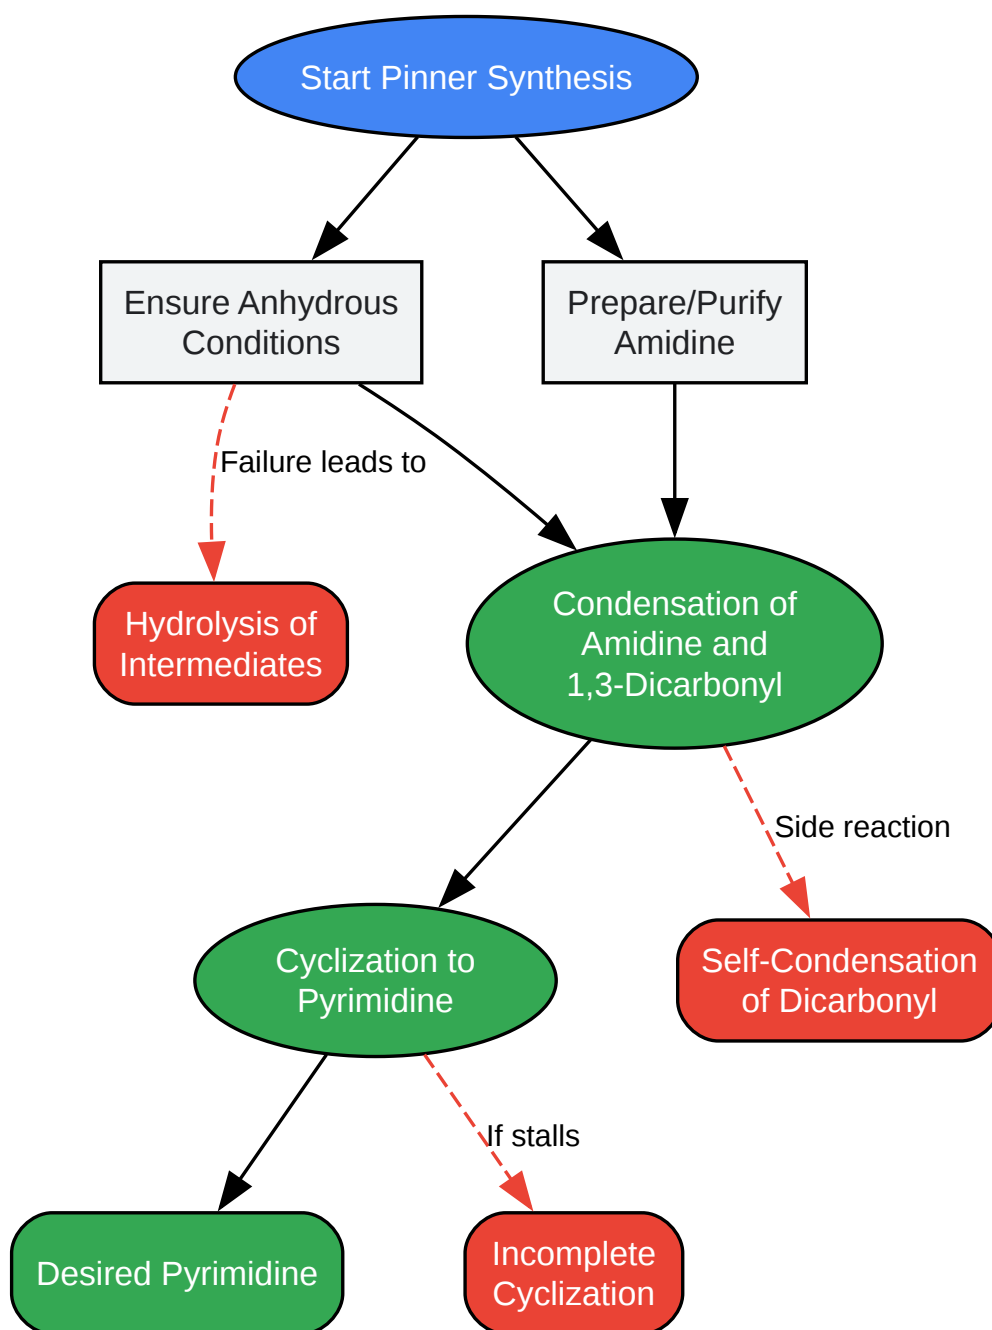 Start Pinner Synthesis
Ensure Anhydrous
Conditions
Prepare/Purify
Amidine
Failure leads to
Hydrolysis of
Intermediates
Condensation of
Amidine and
1,3-Dicarbonyl
Side reaction
Cyclization to
Pyrimidine
Self-Condensation
of Dicarbonyl
If stalls
Desired Pyrimidine
Incomplete
Cyclization